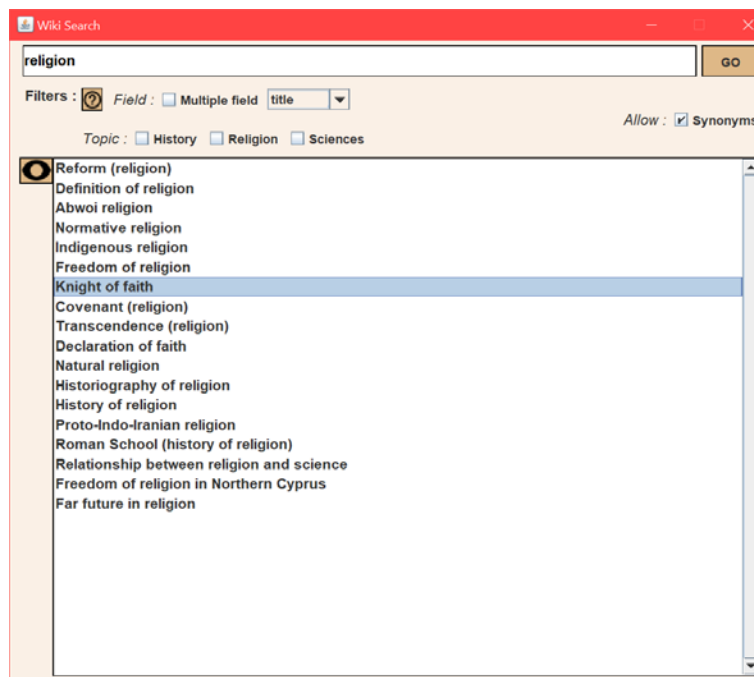 Wiki Search
religion
GO
Filters : Field : Multiple field title
Allow : Synonyms
Topic : History Religion Sciences
Reform (religion)
Definition of religion
Abwoi religion
Normative religion
Indigenous religion
Freedom of religion
Knight of faith
Covenant (religion)
Transcendence (religion)
Declaration of faith
Natural religion
Historiography of religion
History of religion
Proto-Indo-Iranian religion
Roman School (history of religion)
Relationship between religion and science
Freedom of religion in Northern Cyprus
Far future in religion